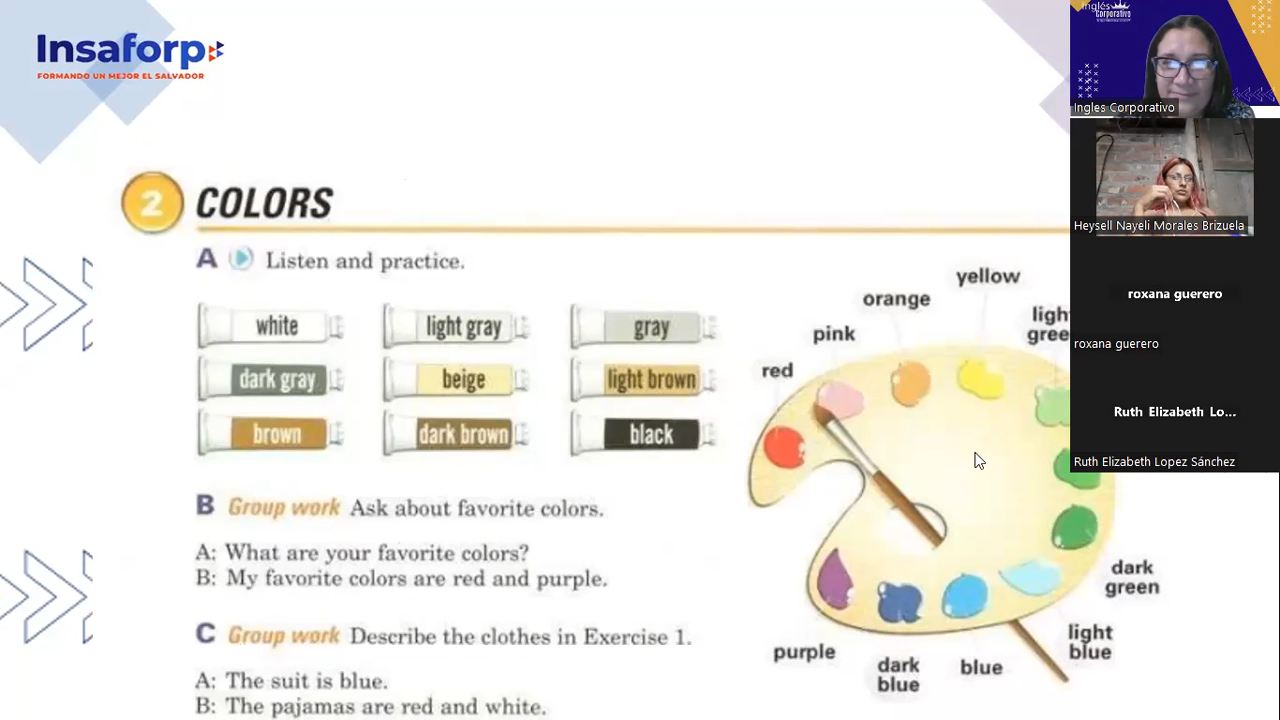 Insaforp
FORMANDO UN MEJOR EL SALVADOR
2 COLORS
A Listen and practice.
white light gray gray
dark gray beige light brown
brown dark brown black
red
pink
orange
yellow
dark
green
light
blue
blue
dark
blue
purple
B Group work Ask about favorite colors.
A: What are your favorite colors?
B: My favorite colors are red and purple.
C Group work Describe the clothes in Exercise 1.
A: The suit is blue.
B: The pajamas are red and white.
Inglés
Corporativo
Ingles Corporativo
Heysell Nayeli Morales Brizuela
roxana guerero
roxana guerero
Ruth Elizabeth Lo...
Ruth Elizabeth Lopez Sánchez